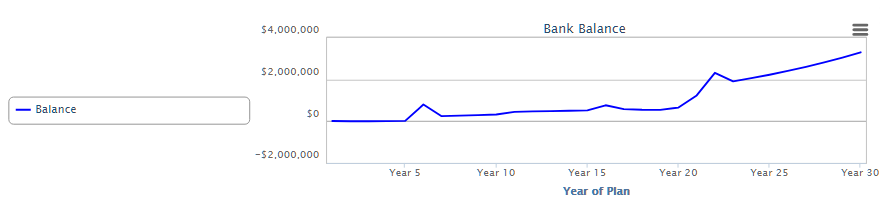 Bank Balance
$4,000,000
$2,000,000
$0
-$2,000,000
Balance
Year 5
Year 10
Year 15
Year 20
Year 25
Year 30
Year of Plan